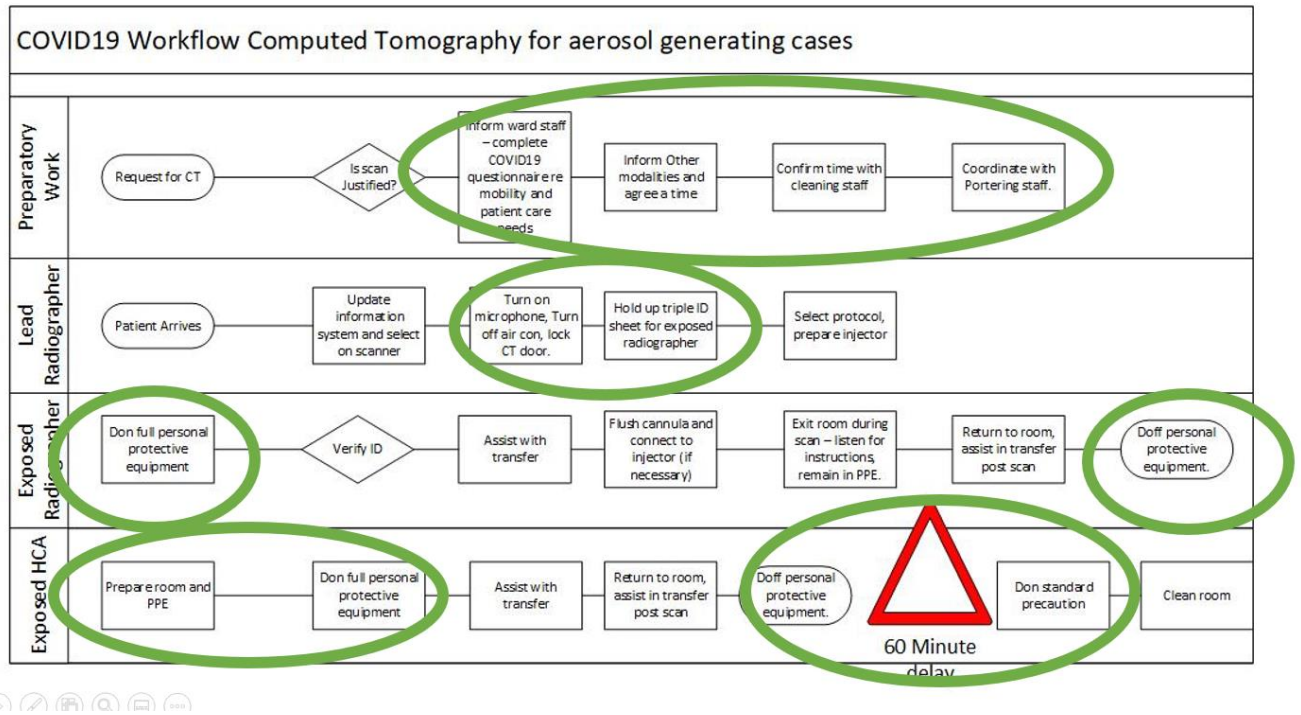 COVID19 Workflow Computed Tomography for aerosol generating cases
Preparatory
Work
Request for CT
Is scan
Justified?
Inform ward staff
– complete
COVID19
questionnaire re
mobility and
patient care
needs
Inform Other
modalities and
agree a time
Confirm time with
cleaning staff
Coordinate with
Portering staff.
Lead
Radiographer
Patient Arrives
Update
information
system and select
on scanner
Turn on
microphone, Turn
off air con, lock
CT door.
Hold up triple ID
sheet for exposed
radiographer
Select protocol,
prepare injector
Exposed
Radiographer
Don full personal
protective
equipment
Verify ID
Assist with
transfer
Flush cannula and
connect to
injector (if
necessary)
Exit room during
scan – listen for
instructions,
remain in PPE.
Return to room,
assist in transfer
post scan
Doff personal
protective
equipment.
Exposed HCA
Prepare room and
PPE
Don full personal
protective
equipment
Assist with
transfer
Return to room,
assist in transfer
post scan
Doff personal
protective
equipment.
60 Minute
delay
Don standard
precaution
Clean room